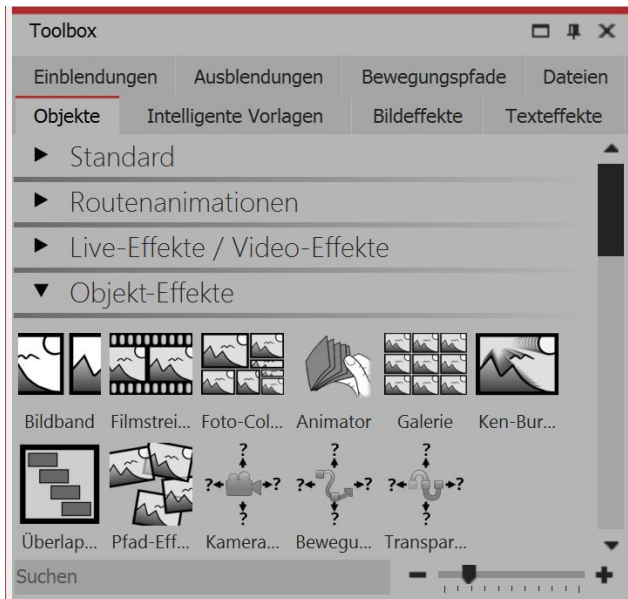 Toolbox
Einblendungen Ausblendungen Bewegungspfade Dateien
Objekte Intelligente Vorlagen Bildeffekte Texteffekte
Standard
Routenanimationen
Live-Effekte / Video-Effekte
Objekt-Effekte
Bildband Filmstrei... Foto-Col... Animator Galerie Ken-Bur...
? ? ?
?  ? ?  ? ?  ?
? ? ?
Überlap... Pfad-Eff... Kamera... Bewegu... Transpar...
Suchen